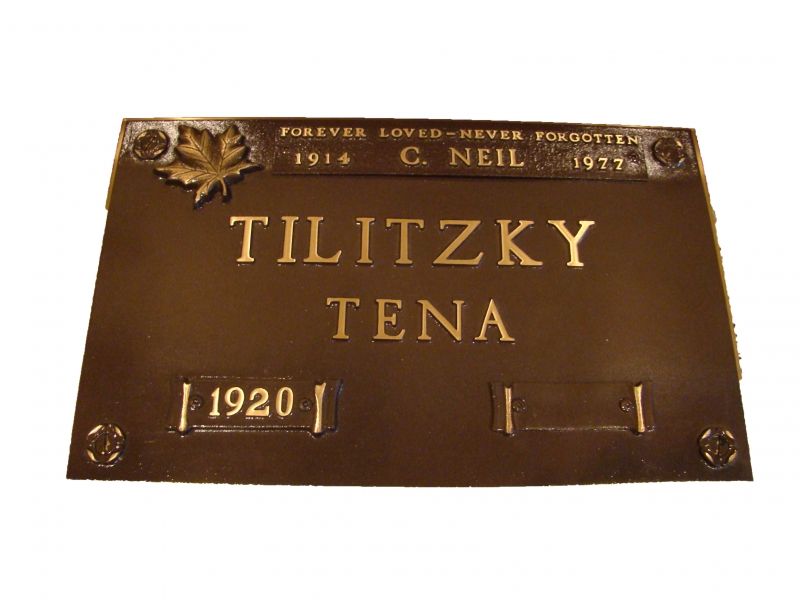 FOREVER LOVED - NEVER FORGOTTEN
1914 C. NEIL 1977
TILITZKY
TENA
1920